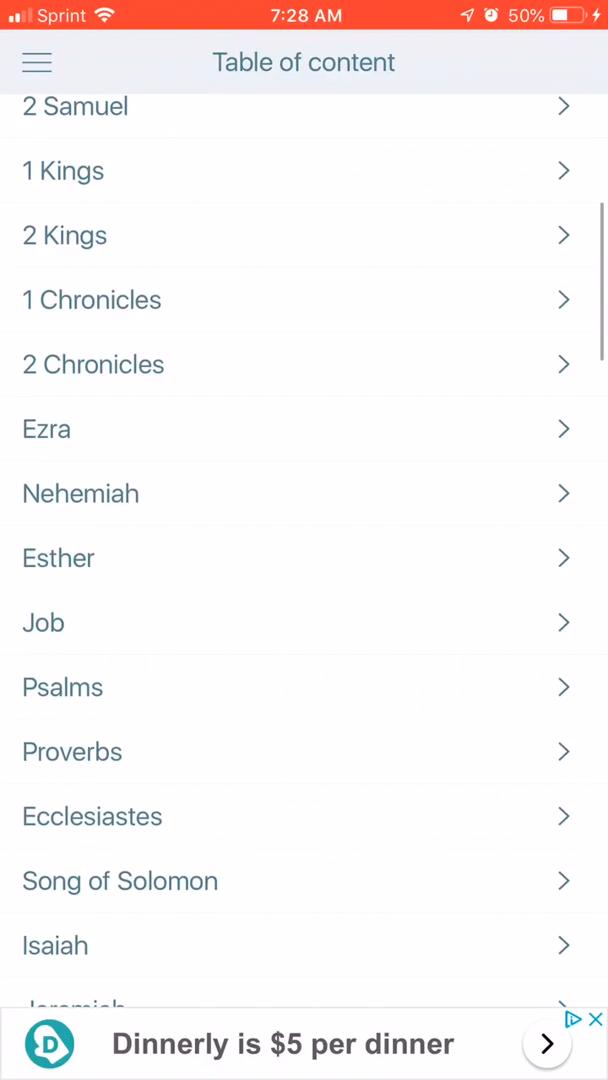 Sprint 7:28 AM 50%
Table of content
2 Samuel
1 Kings
2 Kings
1 Chronicles
2 Chronicles
Ezra
Nehemiah
Esther
Job
Psalms
Proverbs
Ecclesiastes
Song of Solomon
Isaiah
Jeremiah
D Dinnerly is $5 per dinner